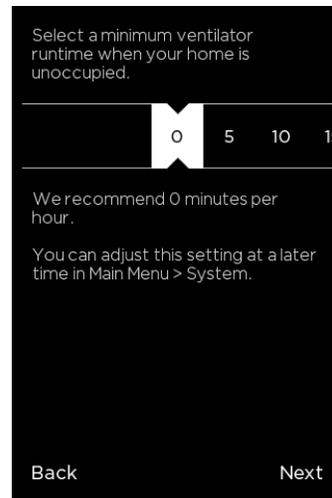 Select a minimum ventilator
runtime when your home is
unoccupied.
0 5 10
We recommend 0 minutes per
hour.
You can adjust this setting at a later
time in Main Menu > System.
Back Next